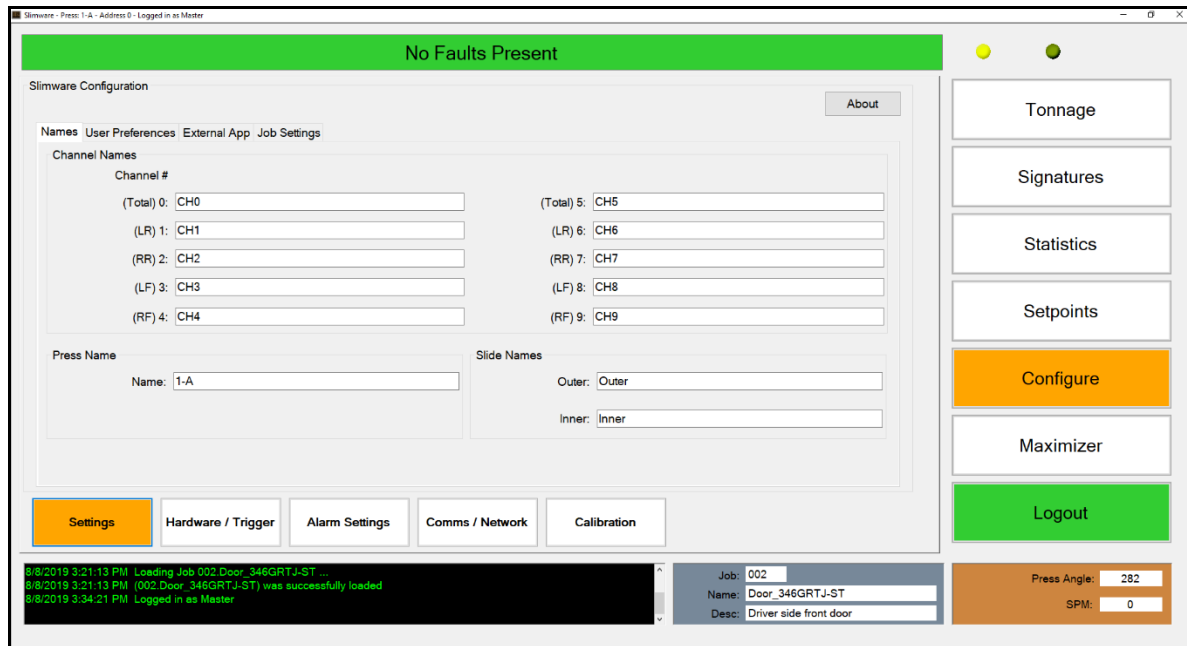 Slimware - Press: 1-A - Address 0 - Logged in as Master
No Faults Present
Slimware Configuration
About
Names User Preferences External App Job Settings
Channel Names
Channel #
(Total) 0: CH0 (Total) 5: CH5
(LR) 1: CH1 (LR) 6: CH6
(RR) 2: CH2 (RR) 7: CH7
(LF) 3: CH3 (LF) 8: CH8
(RF) 4: CH4 (RF) 9: CH9
Press Name Slide Names
Name: 1-A Outer: Outer
Inner: Inner
Settings Hardware / Trigger Alarm Settings Comms / Network Calibration
Tonnage
Signatures
Statistics
Setpoints
Configure
Maximizer
Logout
8/8/2019 3:21:13 PM Loading Job 002.Door_346GRTJ-ST ...
8/8/2019 3:21:13 PM (002.Door_346GRTJ-ST) was successfully loaded
8/8/2019 3:34:21 PM Logged in as Master
Job: 002
Name: Door_346GRTJ-ST
Desc: Driver side front door
Press Angle: 282
SPM: 0